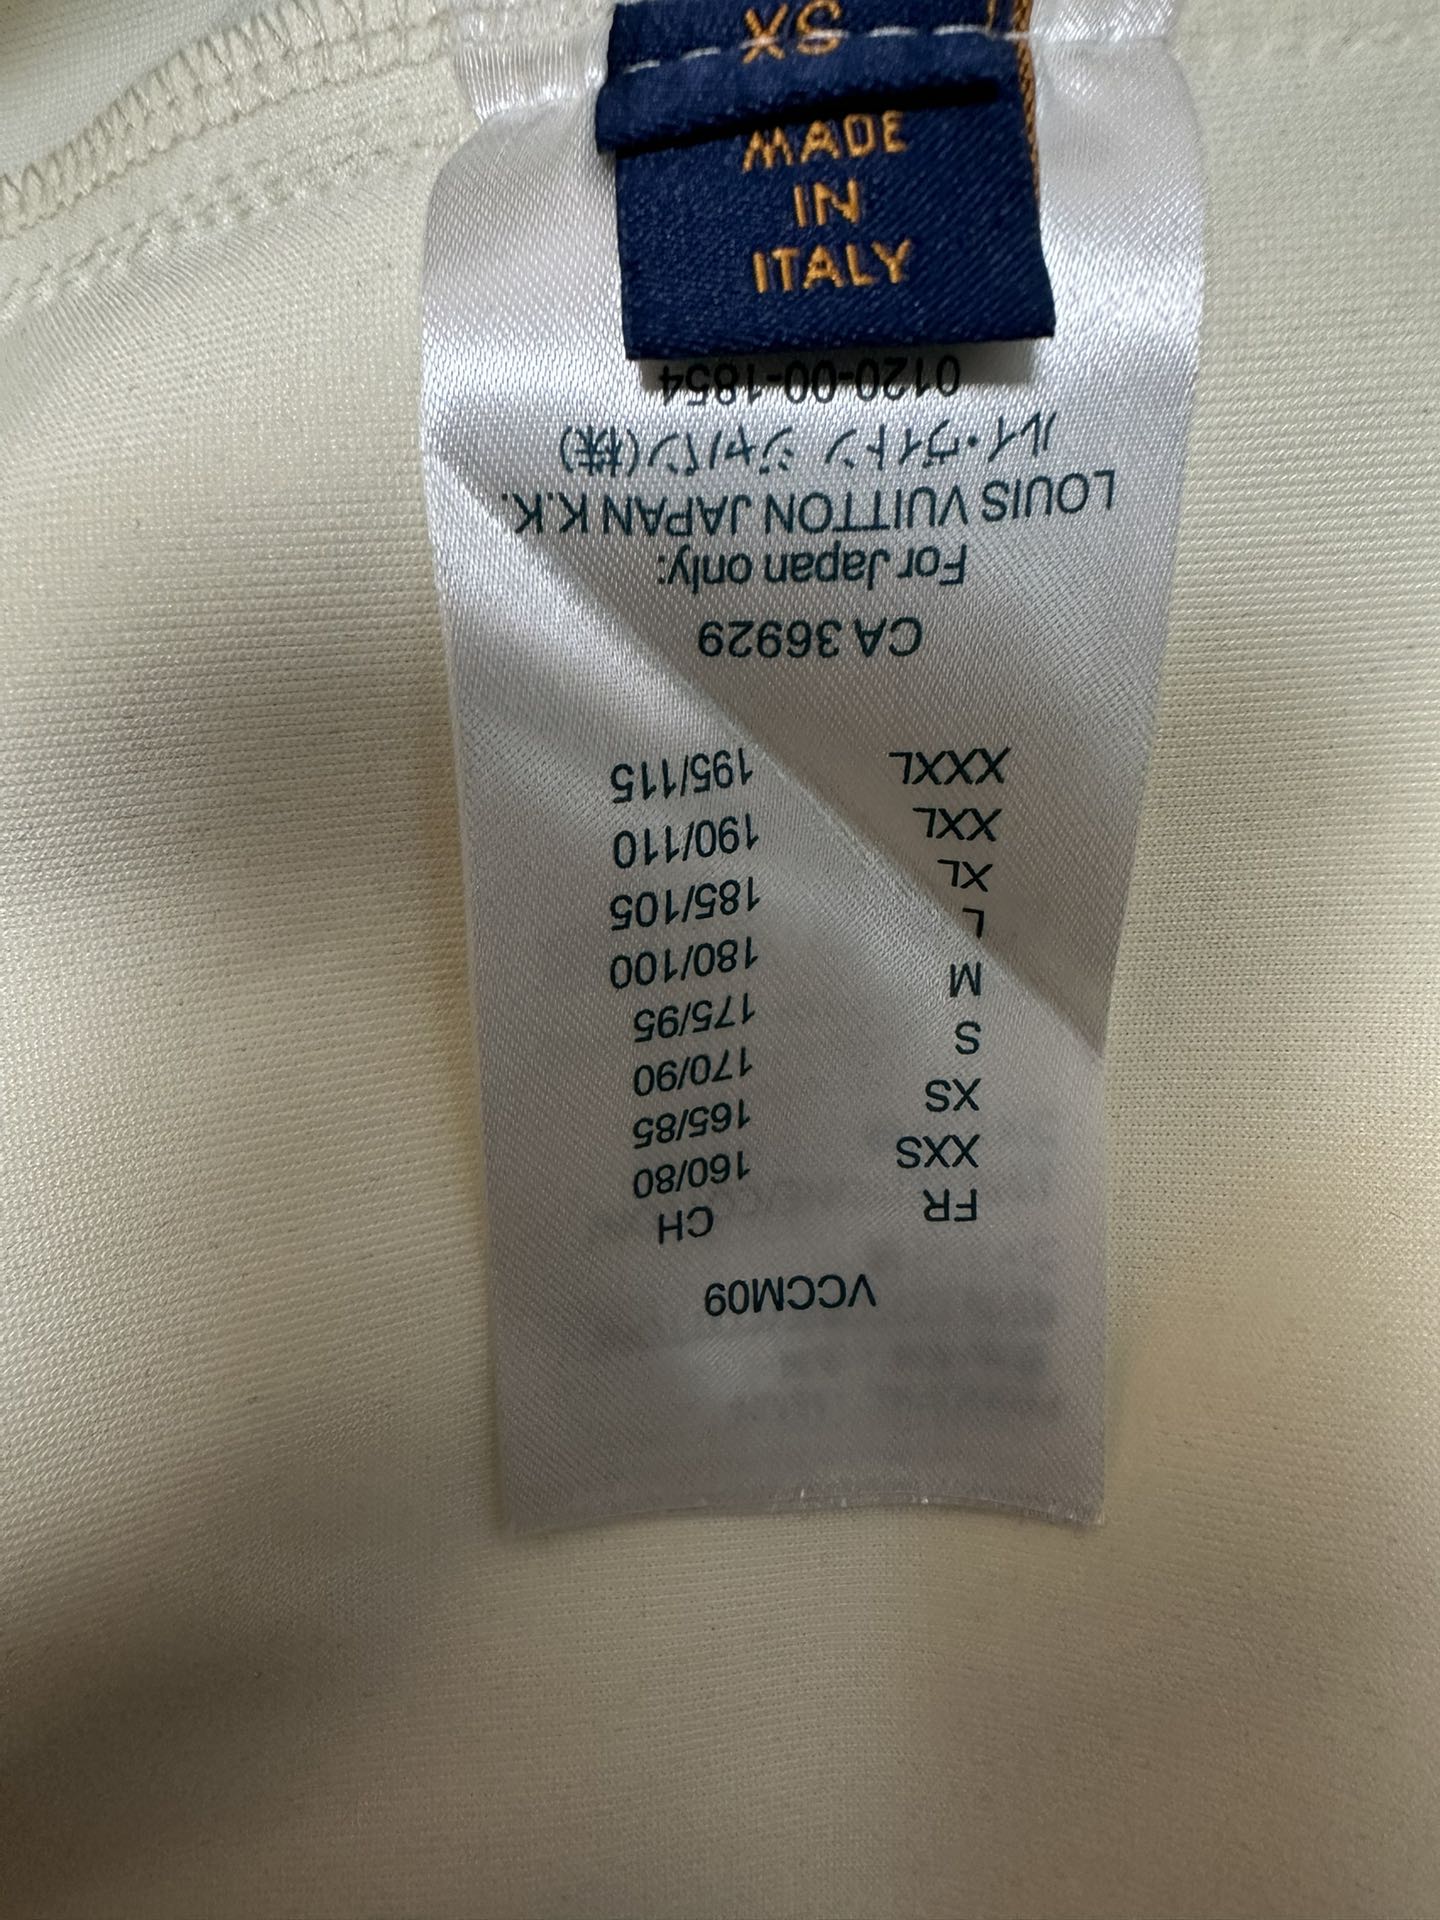 XS
MADE
IN
ITALY
VCCM09
FR CH
XXS 160/80
XS 165/85
S 170/90
M 175/95
L 180/100
XL 185/105
XXL 190/110
XXXL 195/115
CA 36929
For Japan only:
LOUIS VUITTON JAPAN K.K.
ルイ・ヴィトン ジャパン(株)
0120-00-1854